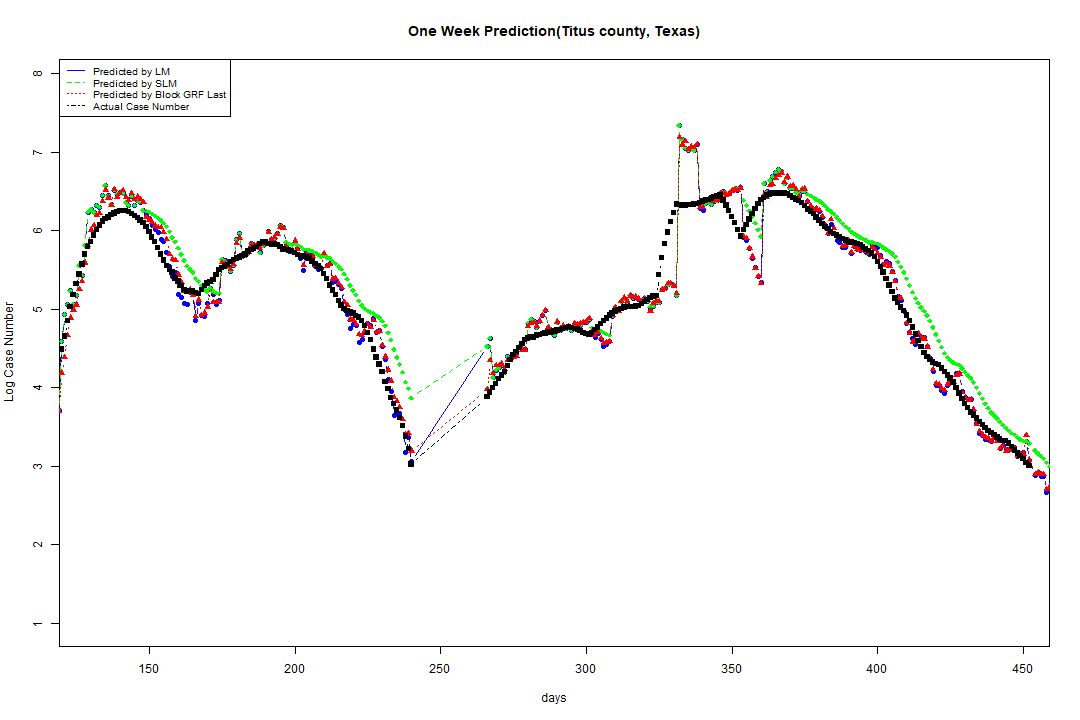 One Week Prediction(Titus county, Texas)
Predicted by LM
Predicted by SLM
Predicted by Block GRF Last
Actual Case Number
8
7
6
5
4
3
2
1
Log Case Number
150 200 250 300 350 400 450
days